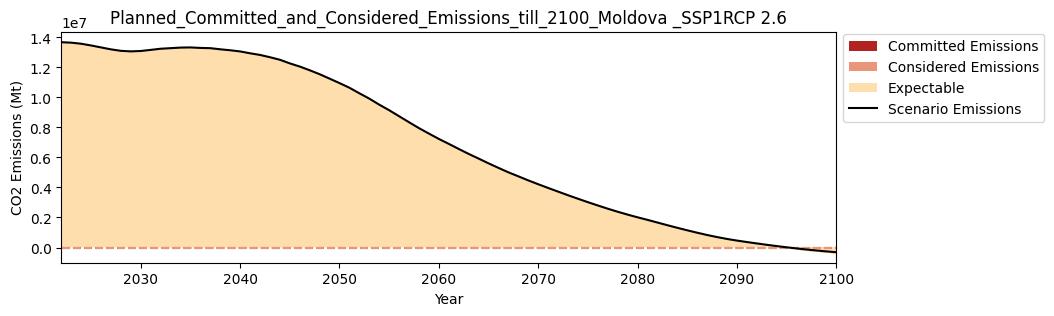 Planned_Committed_and_Considered_Emissions_till_2100_Moldova _SSP1RCP 2.6
1e7
1.4
1.2
1.0
0.8
0.6
0.4
0.2
0.0
CO2 Emissions (Mt)
2030
2040
2050
2060
2070
2080
2090
2100
Year
Committed Emissions
Considered Emissions
Expectable
Scenario Emissions